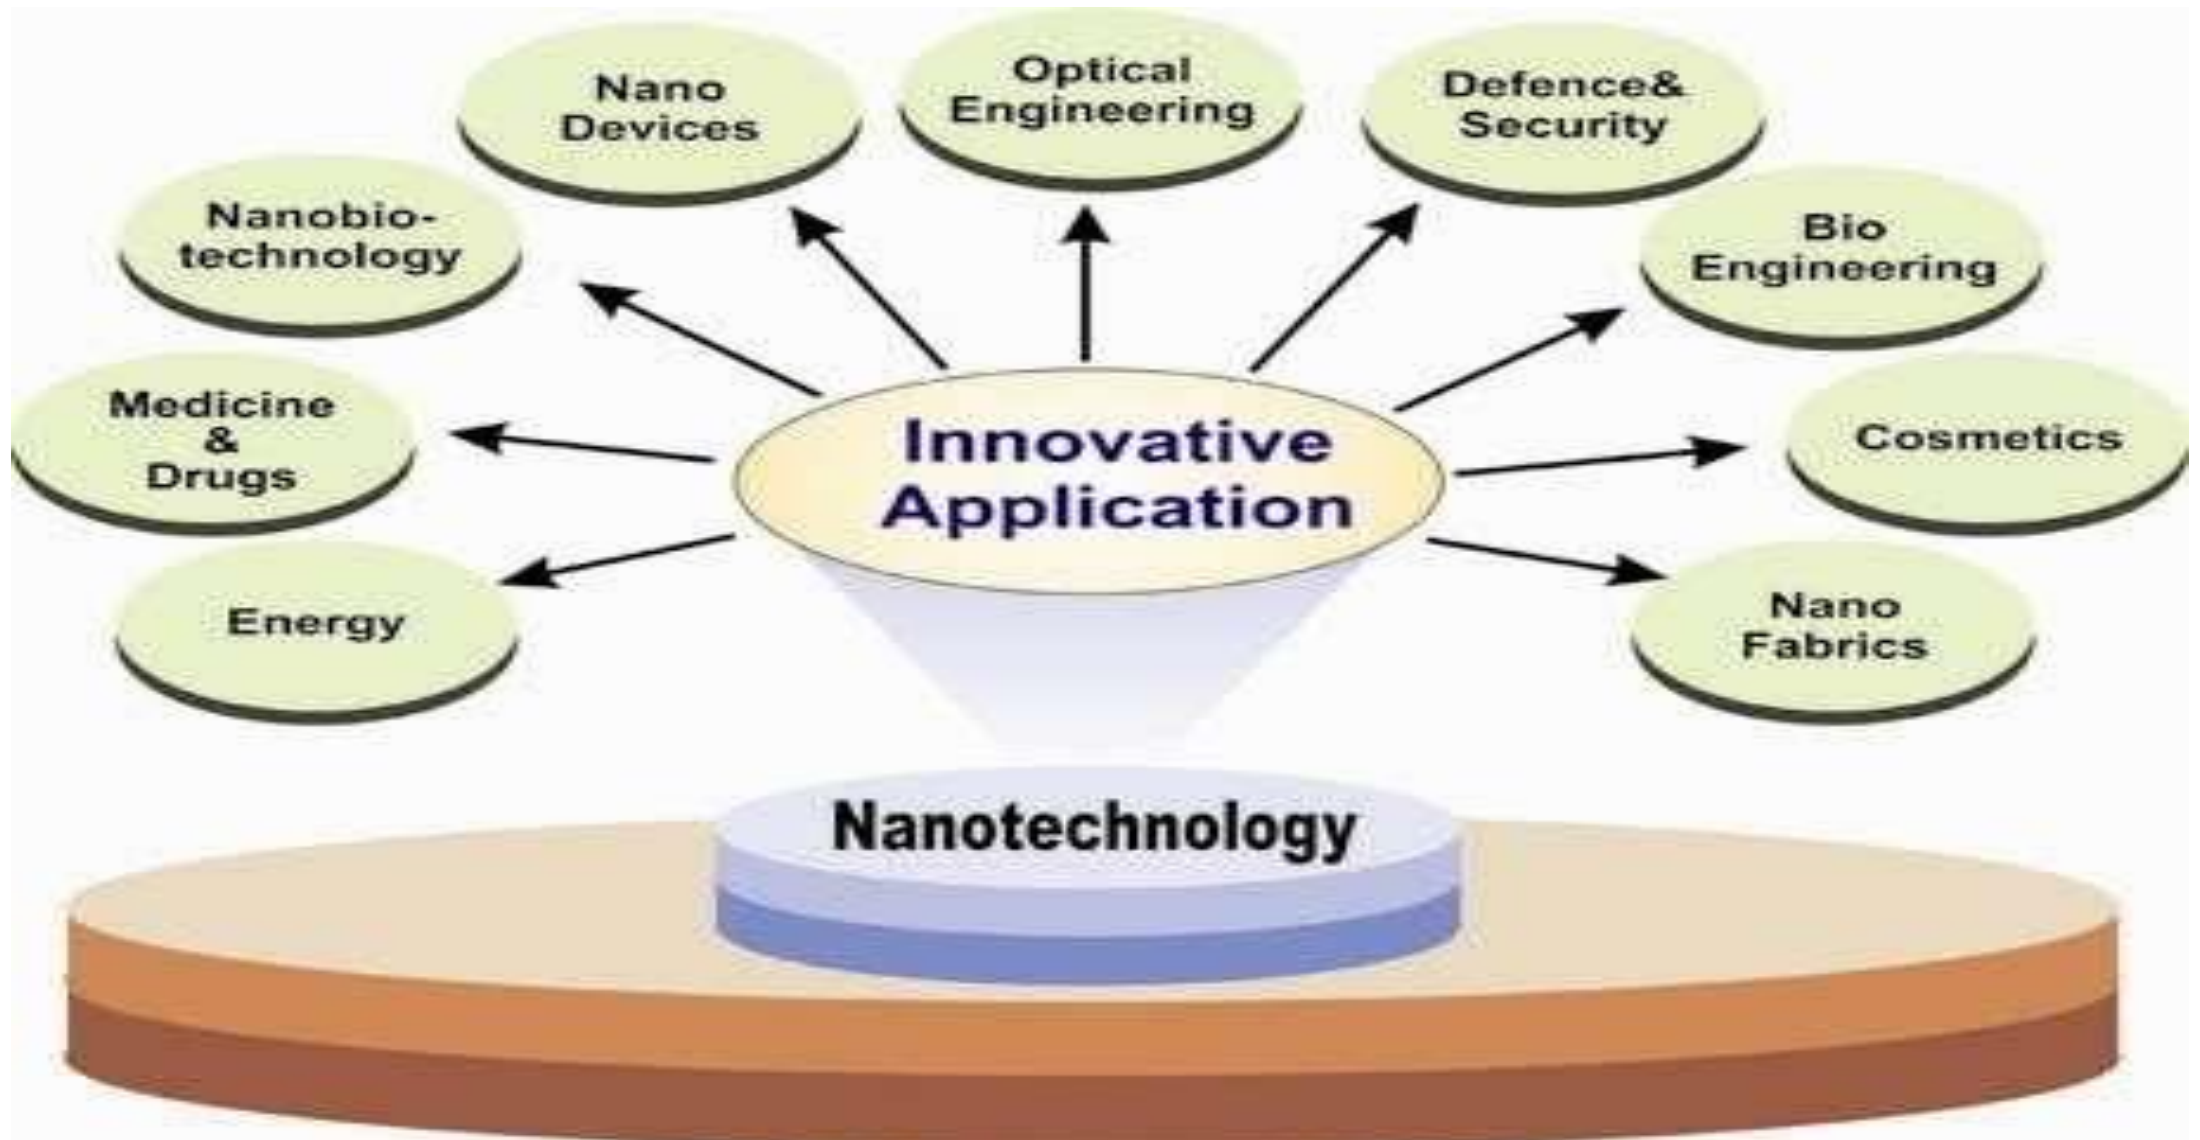 Nano
Devices
Optical
Engineering
Defence&
Security
Nanobio-
technology
Bio
Engineering
Medicine
&
Drugs
Innovative
Application
Cosmetics
Energy
Nano
Fabrics
Nanotechnology